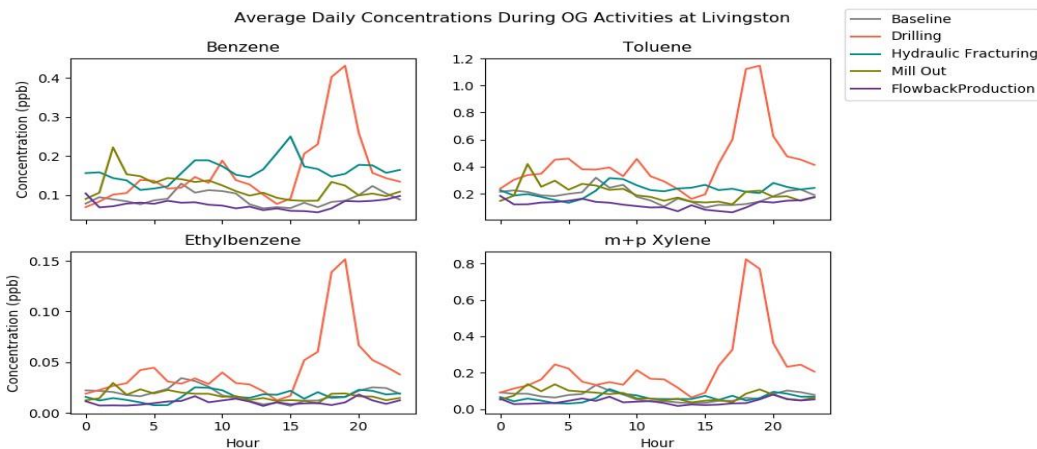 Average Daily Concentrations During OG Activities at Livingston
Baseline
Drilling
Hydraulic Fracturing
Mill Out
FlowbackProduction
Benzene
Toluene
Concentration (ppb)
0.4
0.3
0.2
0.1
1.2
1.0
0.8
0.6
0.4
0.2
Ethylbenzene
m+p Xylene
Concentration (ppb)
0.15
0.10
0.05
0.00
0 5 10 15 20
Hour
0.8
0.6
0.4
0.2
0.0
0 5 10 15 20
Hour